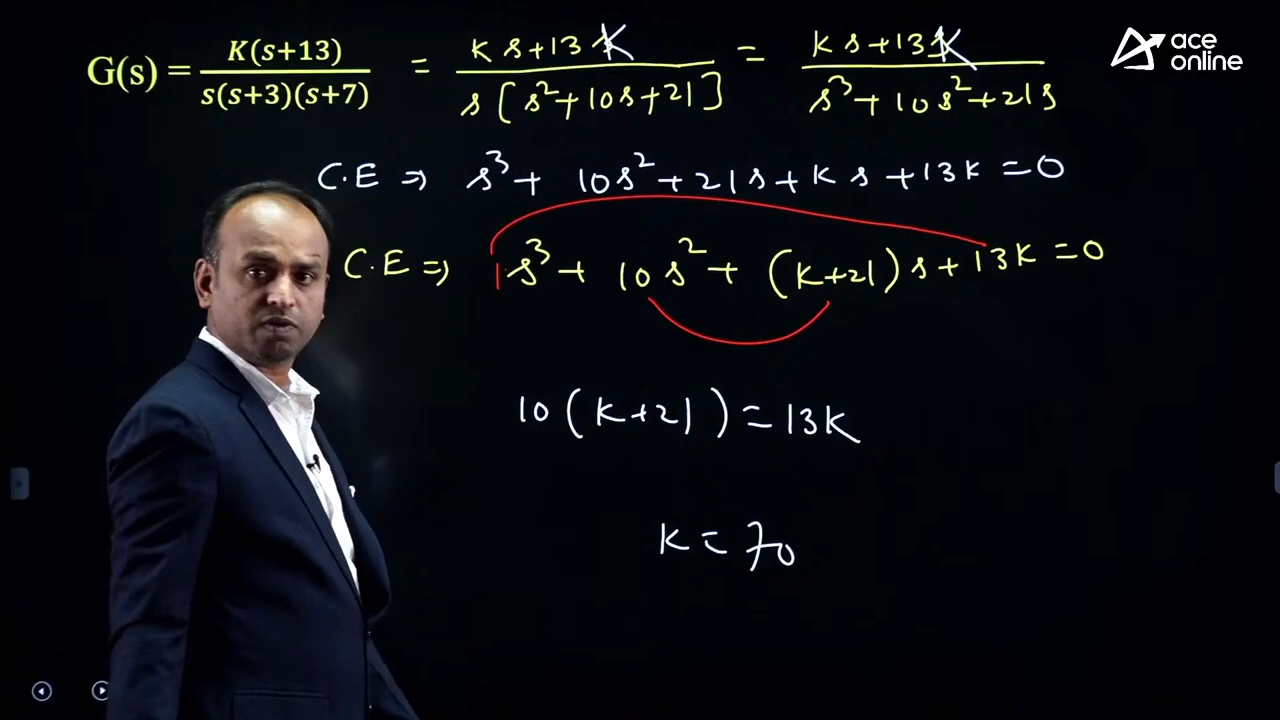 G(s) = K(s+13) / s(s+3)(s+7) = Ks+13K / s[s²+10s+21] = Ks+13K / s³+10s²+21s
ace online
C.E ⇒ s³+ 10s²+21s+Ks+13K=0
C.E ⇒ 1s³+ 10s²+ (K+21)s+13K=0
10(K+21)=13K
K=70